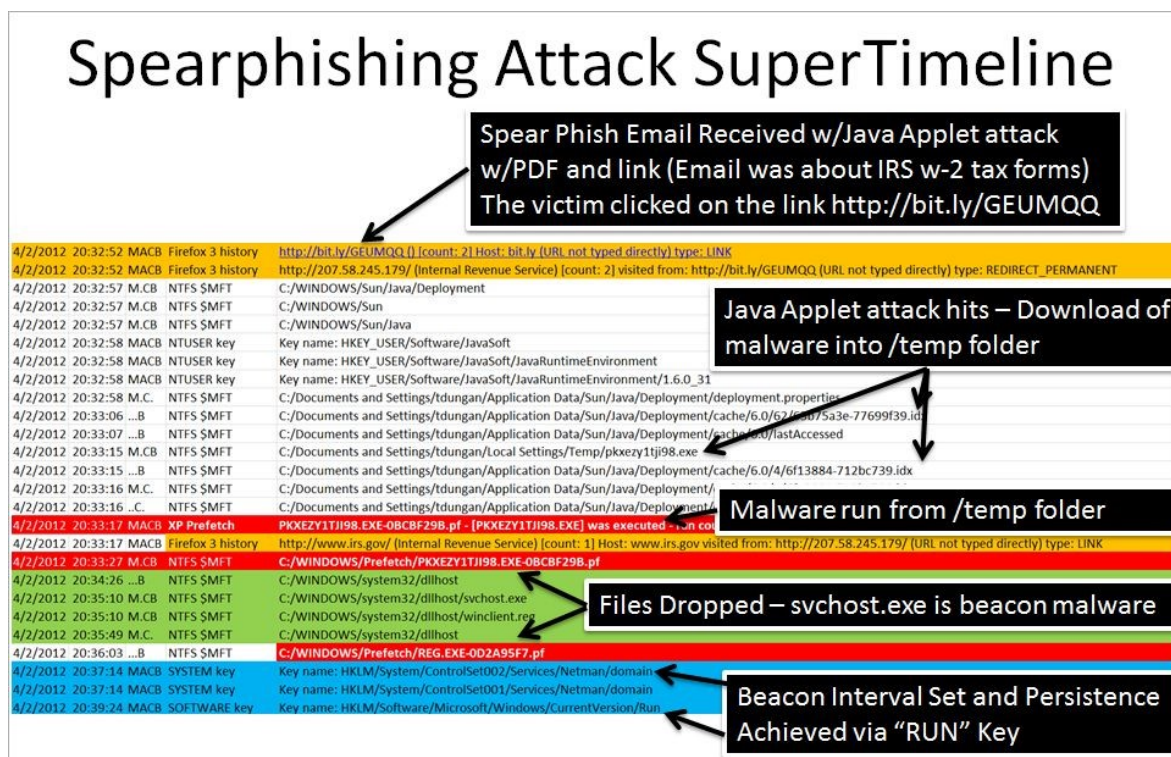 Spearphishing Attack SuperTimeline
Spear Phish Email Received w/Java Applet attack
w/PDF and link (Email was about IRS w-2 tax forms)
The victim clicked on the link http://bit.ly/GEUMQQ
4/2/2012 20:32:52 MACB Firefox 3 history http://bit.ly/GEUMQQ () [count: 2] Host: bit.ly (URL not typed directly) type: LINK
4/2/2012 20:32:52 MACB Firefox 3 history http://207.58.245.179/ (Internal Revenue Service) [count: 2] visited from: http://bit.ly/GEUMQQ (URL not typed directly) type: REDIRECT_PERMANENT
4/2/2012 20:32:57 M.CB NTFS $MFT C:/WINDOWS/Sun/Java/Deployment
4/2/2012 20:32:57 M.CB NTFS $MFT C:/WINDOWS/Sun
4/2/2012 20:32:57 M.CB NTFS $MFT C:/WINDOWS/Sun/Java
Java Applet attack hits – Download of
malware into /temp folder
4/2/2012 20:32:58 MACB NTUSER key Key name: HKEY_USER/Software/JavaSoft
4/2/2012 20:32:58 MACB NTUSER key Key name: HKEY_USER/Software/JavaSoft/JavaRuntimeEnvironment
4/2/2012 20:32:58 MACB NTUSER key Key name: HKEY_USER/Software/JavaSoft/JavaRuntimeEnvironment/1.6.0_31
4/2/2012 20:32:58 M.C. NTFS $MFT C:/Documents and Settings/tdungan/Application Data/Sun/Java/Deployment/deployment.properties
4/2/2012 20:33:06 ...B NTFS $MFT C:/Documents and Settings/tdungan/Application
4/2/2012 20:33:07 ...B NTFS $MFT C:/Documents and Settings/tdungan/Application Data/Sun/Java/Deployment/cache/6.0/lastAccessed
4/2/2012 20:33:15 M.CB NTFS $MFT C:/Documents and Settings/tdungan/Local Settings/Temp/pkxezy1tji98.exe
4/2/2012 20:33:15 ...B NTFS $MFT C:/Documents and Settings/tdungan/Application Data/Sun/Java/Deployment/cache/6.0/4/6f13884-712bc739.idx
4/2/2012 20:33:16 M.C. NTFS $MFT C:/Documents and Settings/tdungan/Application Data/Sun/Java/Deployment/
4/2/2012 20:33:16 ..C. NTFS $MFT C:/Documents and Settings/tdungan/Application Data/Sun/Java/Deployment/
Malware run from /temp folder
4/2/2012 20:33:17 MACB XP Prefetch PKXEZY1TJI98.EXE-0BCBF29B.pf - [PKXEZY1TJI98.EXE] was executed - run cou
4/2/2012 20:33:17 MACB Firefox 3 history http://www.irs.gov/ (Internal Revenue Service) [count: 1] Host: www.irs.gov visited from: http://207.58.245.179/ (URL not typed directly) type: LINK
4/2/2012 20:33:27 M.CB NTFS $MFT C:/WINDOWS/Prefetch/PKXEZY1TJI98.EXE-0BCBF29B.pf
4/2/2012 20:34:26 ...B NTFS $MFT C:/WINDOWS/system32/dllhost
4/2/2012 20:35:10 M.CB NTFS $MFT C:/WINDOWS/system32/dllhost/svchost.exe
4/2/2012 20:35:10 M.CB NTFS $MFT C:/WINDOWS/system32/dllhost/winclient.reg
4/2/2012 20:35:49 M.C. NTFS $MFT C:/WINDOWS/system32/dllhost
Files Dropped – svchost.exe is beacon malware
4/2/2012 20:36:03 ...B NTFS $MFT C:/WINDOWS/Prefetch/REG.EXE-0D2A95F7.pf
4/2/2012 20:37:14 MACB SYSTEM key Key name: HKLM/System/ControlSet002/Services/Netman/domain
4/2/2012 20:37:14 MACB SYSTEM key Key name: HKLM/System/ControlSet001/Services/Netman/domain
4/2/2012 20:39:24 MACB SOFTWARE key Key name: HKLM/Software/Microsoft/Windows/CurrentVersion/Run
Beacon Interval Set and Persistence
Achieved via “RUN” Key